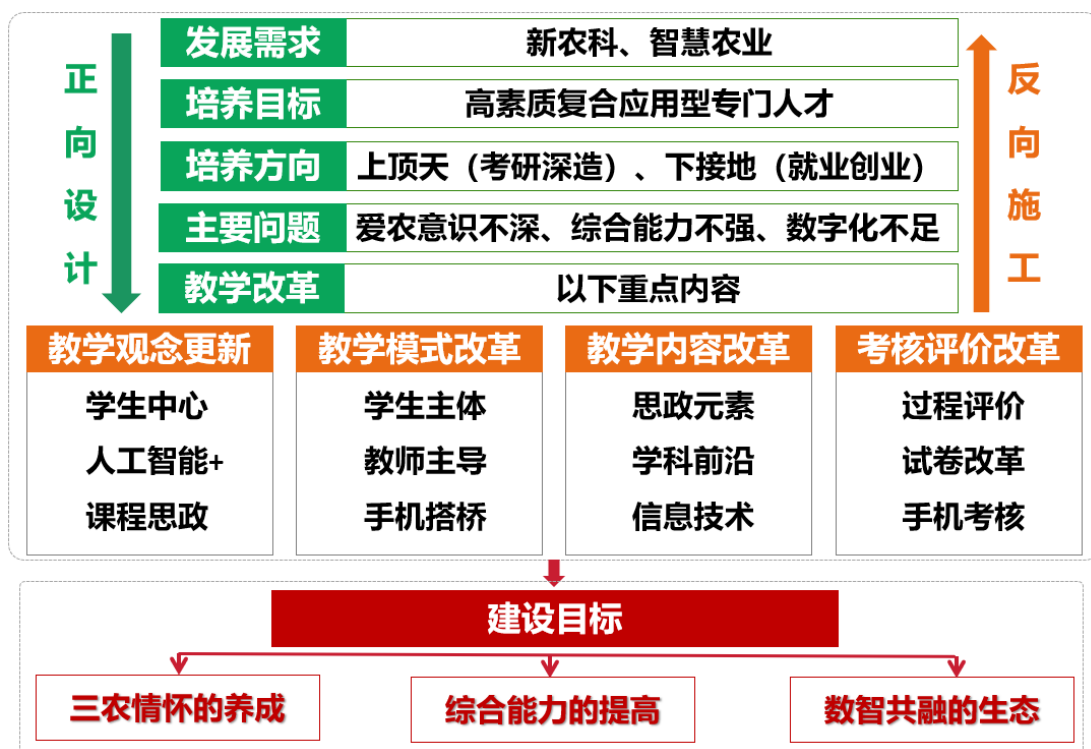 正向设计
发展需求 新农科、智慧农业
培养目标 高素质复合应用型专门人才
培养方向 上顶天（考研深造）、下接地（就业创业）
主要问题 爱农意识不深、综合能力不强、数字化不足
教学改革 以下重点内容
反向施工
教学观念更新
学生中心
人工智能+
课程思政
教学模式改革
学生主体
教师主导
手机搭桥
教学内容改革
思政元素
学科前沿
信息技术
考核评价改革
过程评价
试卷改革
手机考核
建设目标
三农情怀的养成
综合能力的提高
数智共融的生态